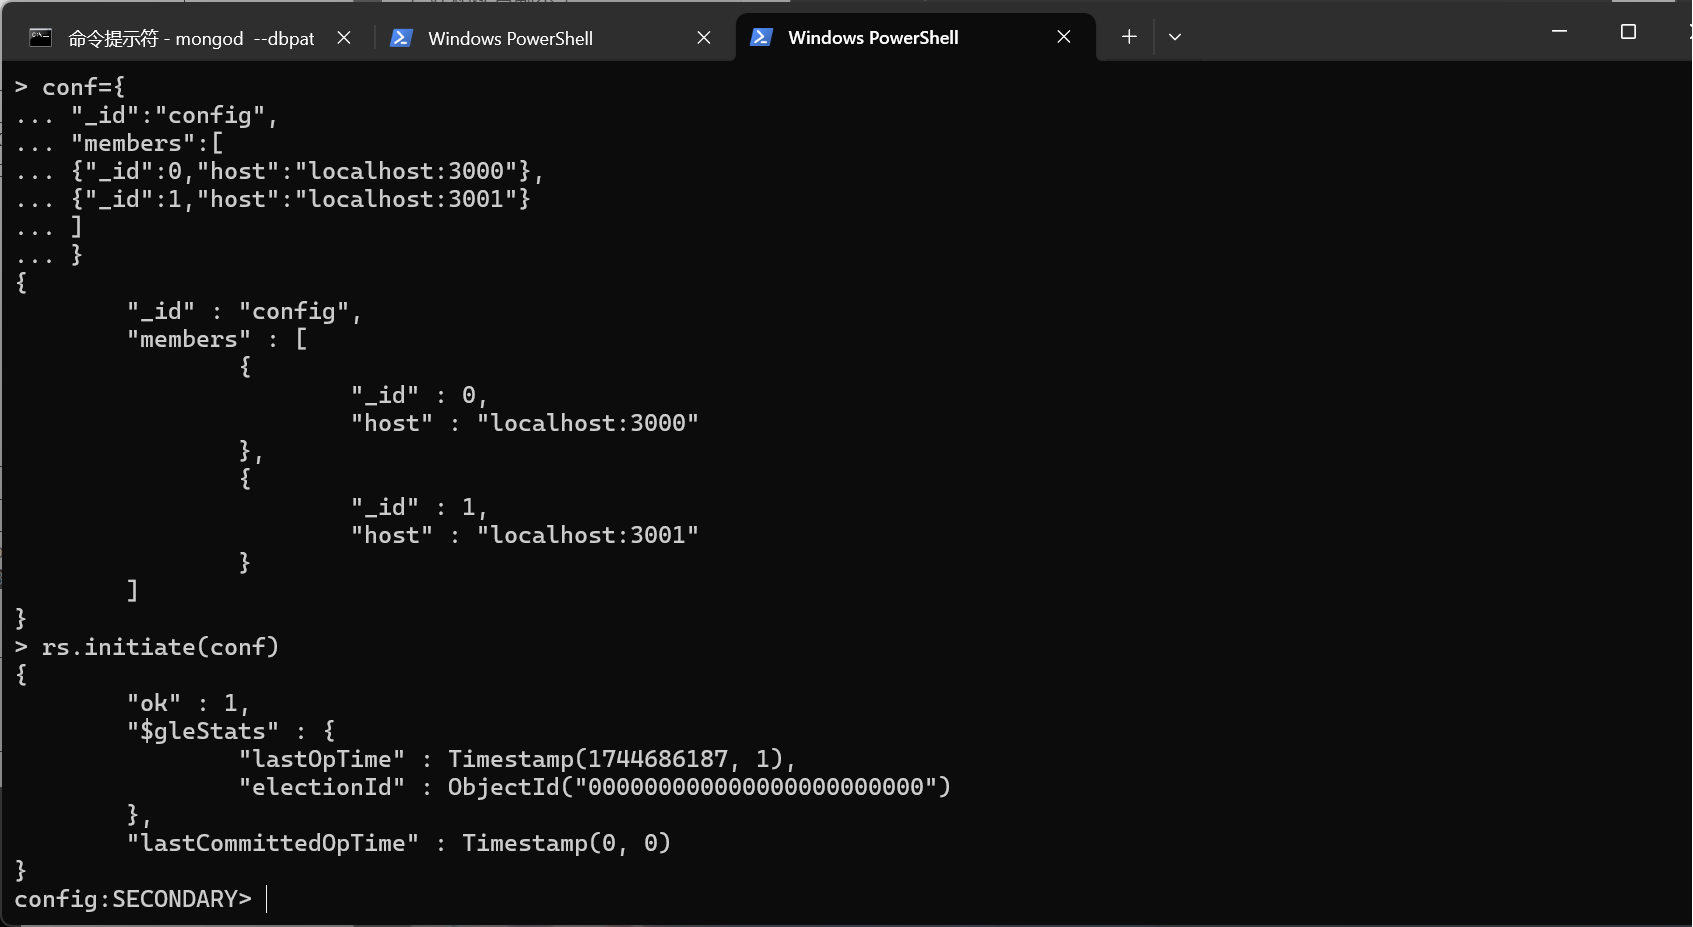 命令提示符 - mongod  --dbpat
Windows PowerShell
Windows PowerShell
> conf={
... "_id":"config",
... "members":[
... {"_id":0,"host":"localhost:3000"},
... {"_id":1,"host":"localhost:3001"}
... ]
... }
{
        "_id" : "config",
        "members" : [
                {
                        "_id" : 0,
                        "host" : "localhost:3000"
                },
                {
                        "_id" : 1,
                        "host" : "localhost:3001"
                }
        ]
}
> rs.initiate(conf)
{
        "ok" : 1,
        "$gleStats" : {
                "lastOpTime" : Timestamp(1744686187, 1),
                "electionId" : ObjectId("000000000000000000000000")
        },
        "lastCommittedOpTime" : Timestamp(0, 0)
}
config:SECONDARY>